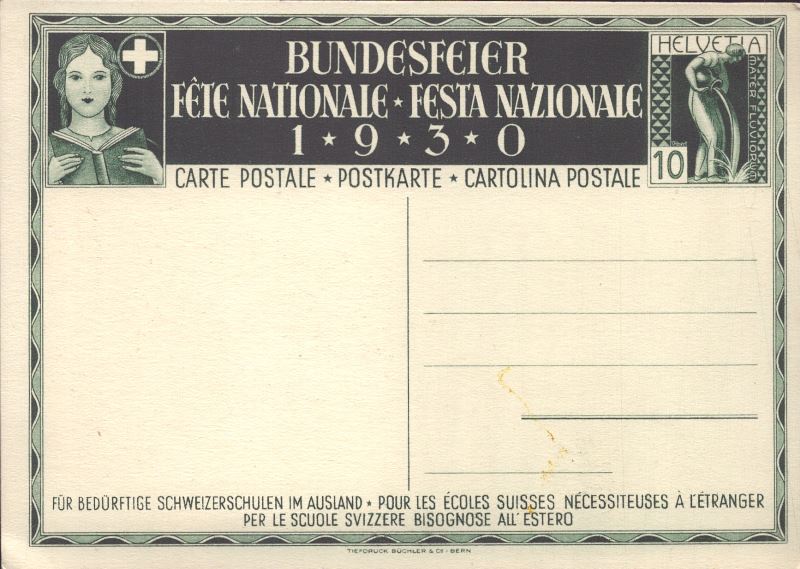 BUNDESFEIER
FÊTE NATIONALE ★ FESTA NAZIONALE
1 ★ 9 ★ 3 ★ 0
HELVETIA
MATER FLUVIORUM
10
CARTE POSTALE ★ POSTKARTE ★ CARTOLINA POSTALE
FÜR BEDÜRFTIGE SCHWEIZERSCHULEN IM AUSLAND ★ POUR LES ÉCOLES SUISSES NÉCESSITEUSES À L'ÉTRANGER
PER LE SCUOLE SVIZZERE BISOGNOSE ALL'ESTERO
TIEFDRUCK BÜCHLER & CIE - BERN